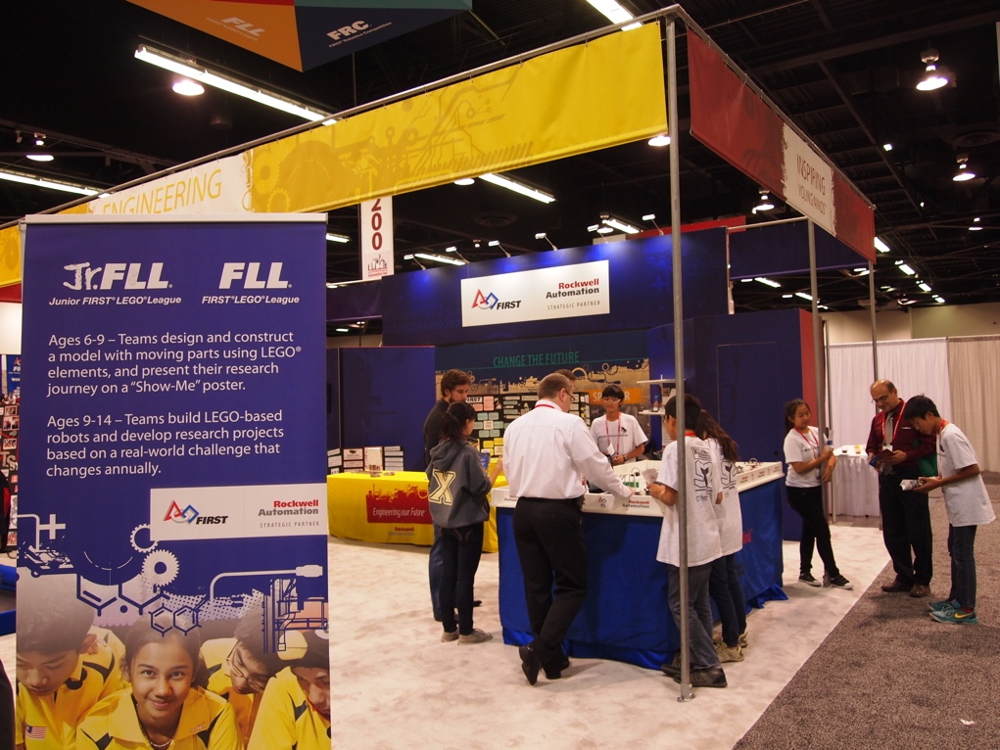 FLL
FRC
ENGINEERING
INSPIRING
YOUNG MINDS
200
Jr.FLL®
Junior FIRST®LEGO®League
FLL®
FIRST®LEGO®League
Ages 6-9 – Teams design and construct
a model with moving parts using LEGO®
elements, and present their research
journey on a “Show-Me” poster.
Ages 9-14 – Teams build LEGO-based
robots and develop research projects
based on a real-world challenge that
changes annually.
FIRST
Rockwell
Automation
STRATEGIC PARTNER
FIRST
Rockwell
Automation
STRATEGIC PARTNER
CHANGE THE FUTURE
Engineering our Future
Rockwell
X